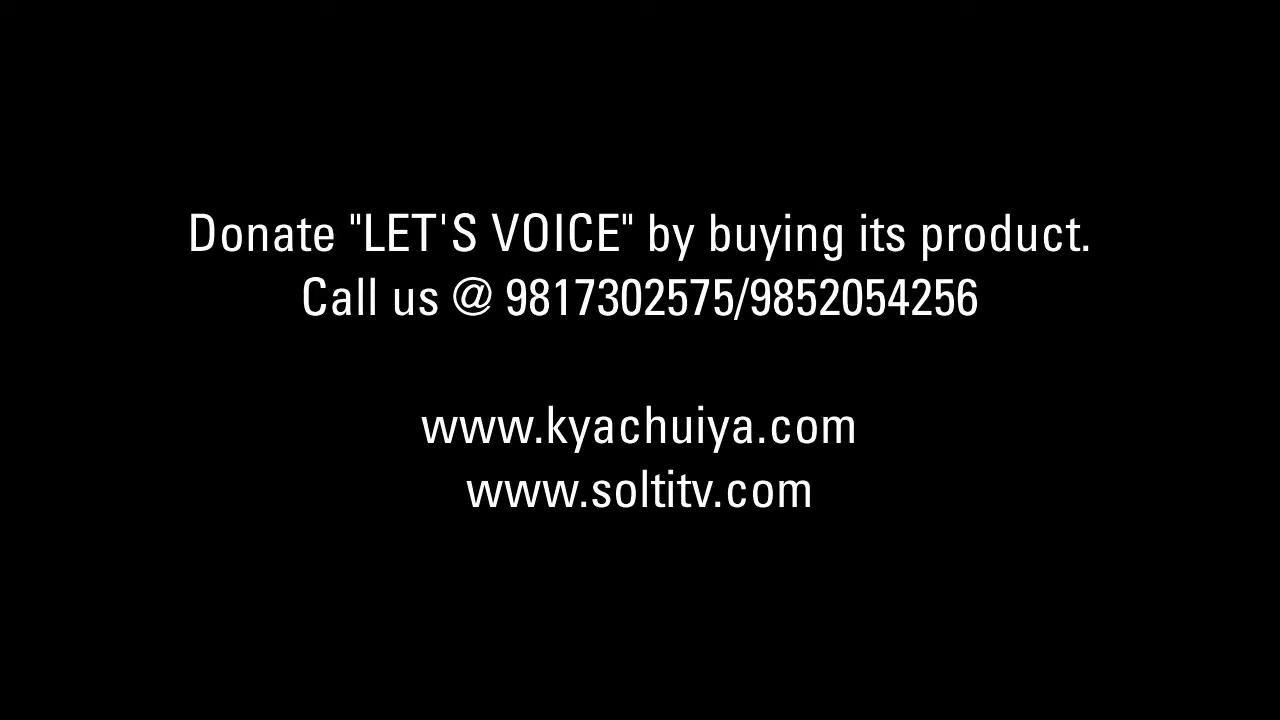 Donate "LET'S VOICE" by buying its product.
Call us @ 9817302575/9852054256
www.kyachuiya.com
www.soltitv.com